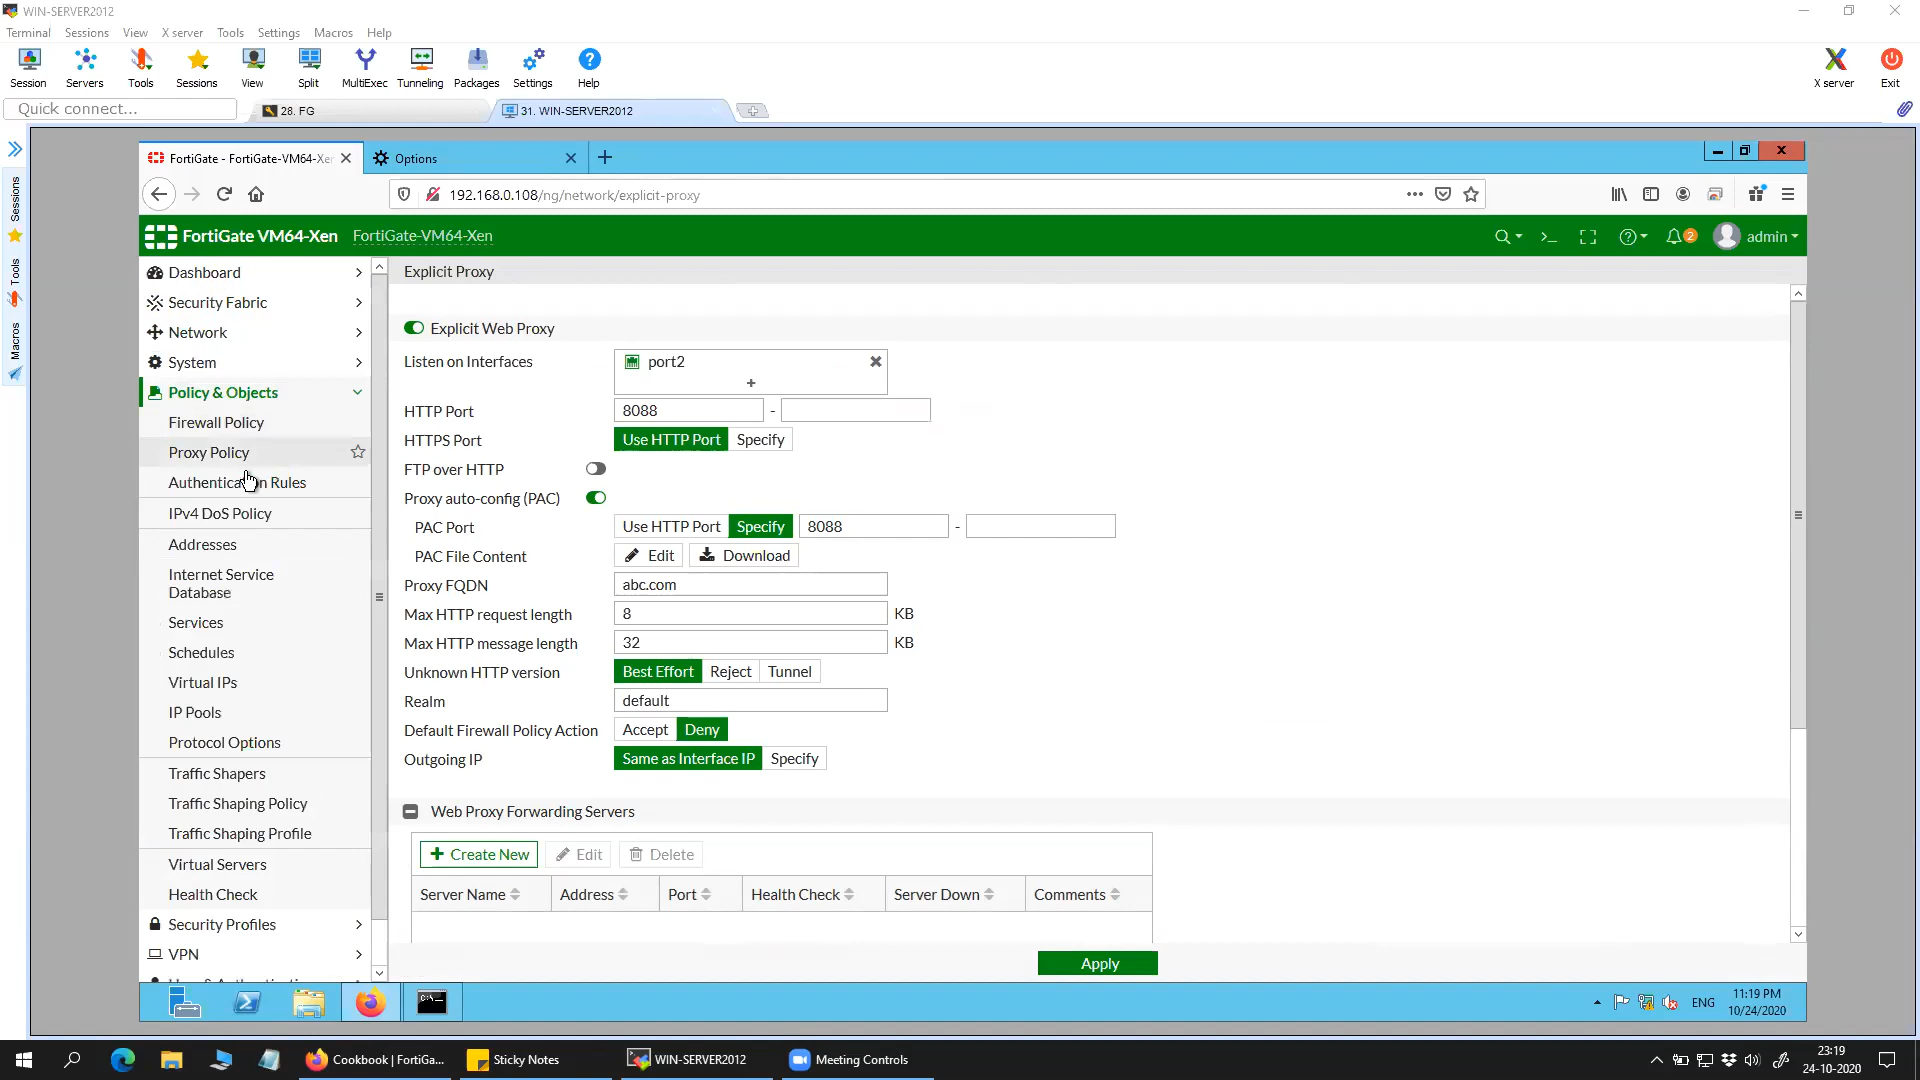 WIN-SERVER2012
Terminal Sessions View X server Tools Settings Macros Help
Session Servers Tools Sessions View Split MultiExec Tunneling Packages Settings Help X server Exit
Quick connect... 28. FG 31. WIN-SERVER2012
Sessions
Tools
Macros
FortiGate - FortiGate-VM64-Xen Options
192.168.0.108/ng/network/explicit-proxy
FortiGate VM64-Xen FortiGate-VM64-Xen 2 admin
Dashboard
Security Fabric
Network
System
Policy & Objects
Firewall Policy
Proxy Policy
Authentication Rules
IPv4 DoS Policy
Addresses
Internet Service
Database
Services
Schedules
Virtual IPs
IP Pools
Protocol Options
Traffic Shapers
Traffic Shaping Policy
Traffic Shaping Profile
Virtual Servers
Health Check
Security Profiles
VPN
Explicit Proxy
Explicit Web Proxy
Listen on Interfaces port2
+
HTTP Port 8088 -
HTTPS Port Use HTTP Port Specify
FTP over HTTP
Proxy auto-config (PAC)
PAC Port Use HTTP Port Specify 8088 -
PAC File Content Edit Download
Proxy FQDN abc.com
Max HTTP request length 8 KB
Max HTTP message length 32 KB
Unknown HTTP version Best Effort Reject Tunnel
Realm default
Default Firewall Policy Action Accept Deny
Outgoing IP Same as Interface IP Specify
Web Proxy Forwarding Servers
+ Create New Edit Delete
Server Name Address Port Health Check Server Down Comments
Apply
C:\_
ENG 11:19 PM
10/24/2020
Cookbook | FortiGa... Sticky Notes WIN-SERVER2012 Meeting Controls
23:19
24-10-2020